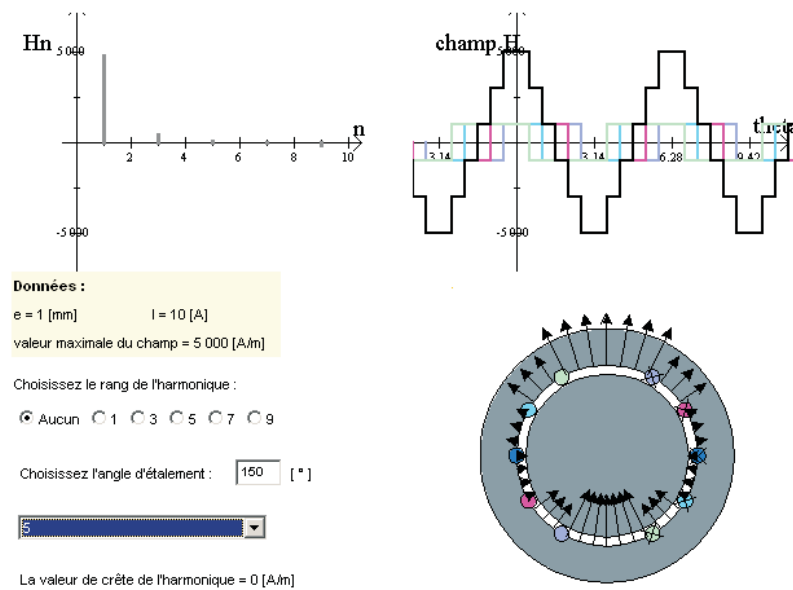 Hn
5 000
n
2 4 6 8 10
-5 000
champ H
5 000
theta
-3.14 3.14 6.28 9.42
-5 000
Données :
e = 1 [mm] I = 10 [A]
valeur maximale du champ = 5 000 [A/m]
Choisissez le rang de l'harmonique :
Aucun 1 3 5 7 9
Choisissez l'angle d'étalement : 150 [ ° ]
5
La valeur de crête de l'harmonique = 0 [A/m]